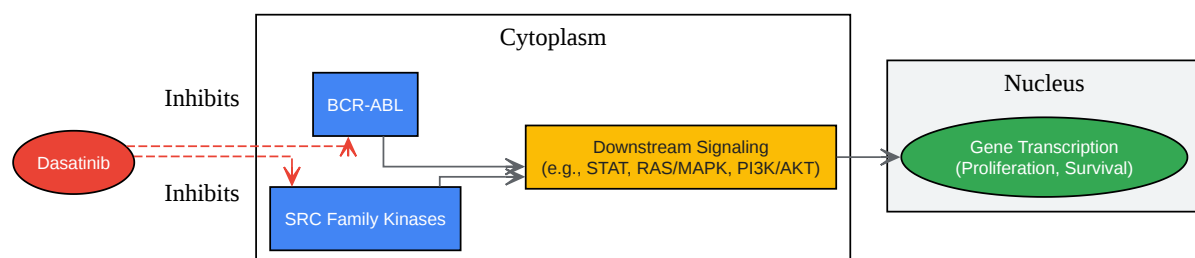 Cytoplasm
Nucleus
Inhibits
BCR-ABL
Dasatinib
Downstream Signaling
(e.g., STAT, RAS/MAPK, PI3K/AKT)
Gene Transcription
(Proliferation, Survival)
Inhibits
SRC Family Kinases